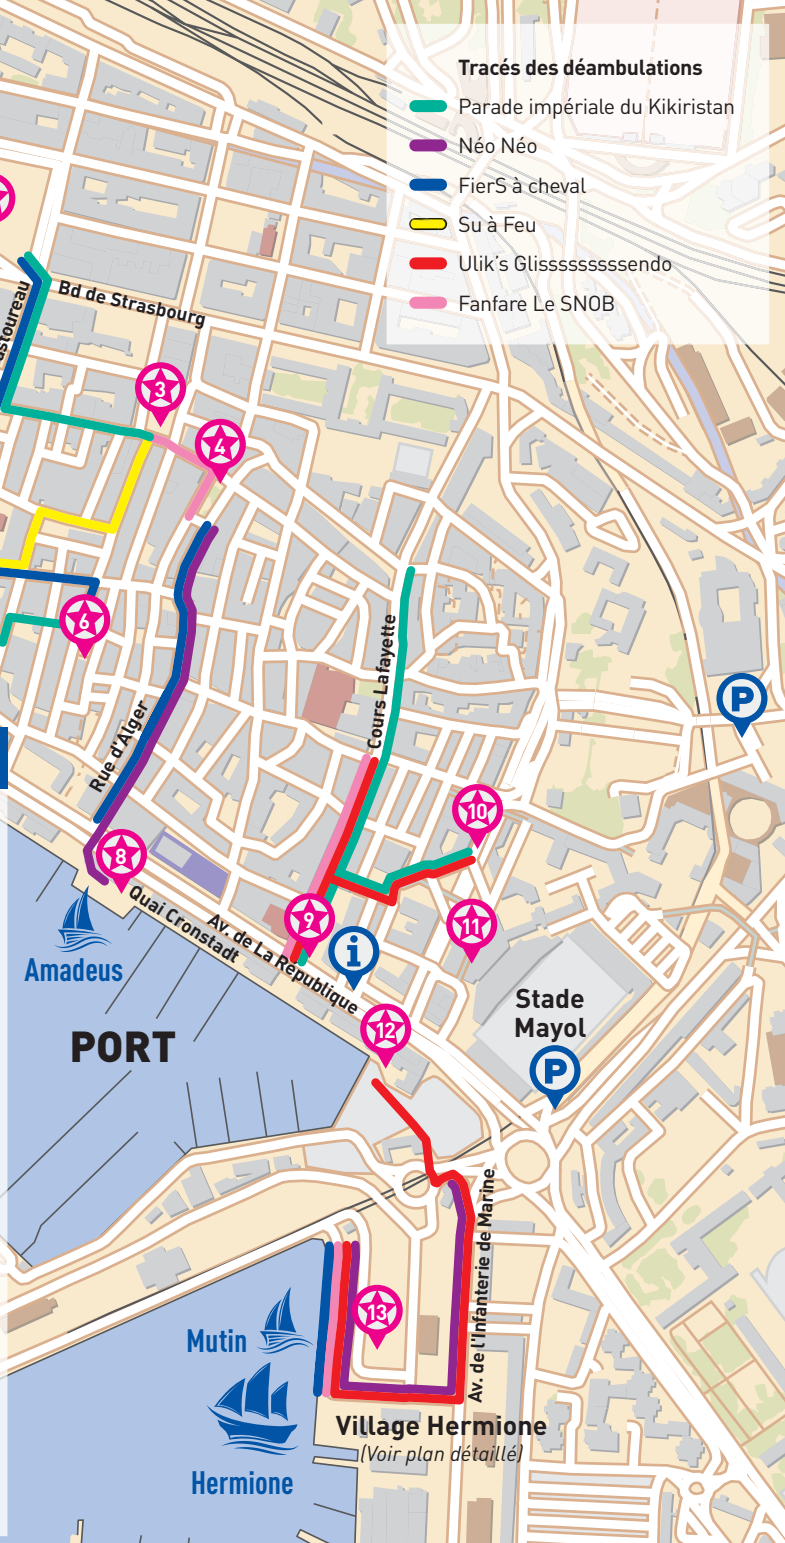 Tracés des déambulations
Parade impériale du Kikiristan
Néo Néo
FierS à cheval
Su à Feu
Ulik's Glissssssssssendo
Fanfare Le SNOB
Bd de Strasbourg
3
4
6
Cours Lafayette
P
Rue d'Alger
10
8
9
11
i
Quai Cronstadt
Av. de La République
Amadeus
PORT
12
Stade
Mayol
P
Av. de l'Infanterie de Marine
13
Mutin
Village Hermione
(Voir plan détaillé)
Hermione